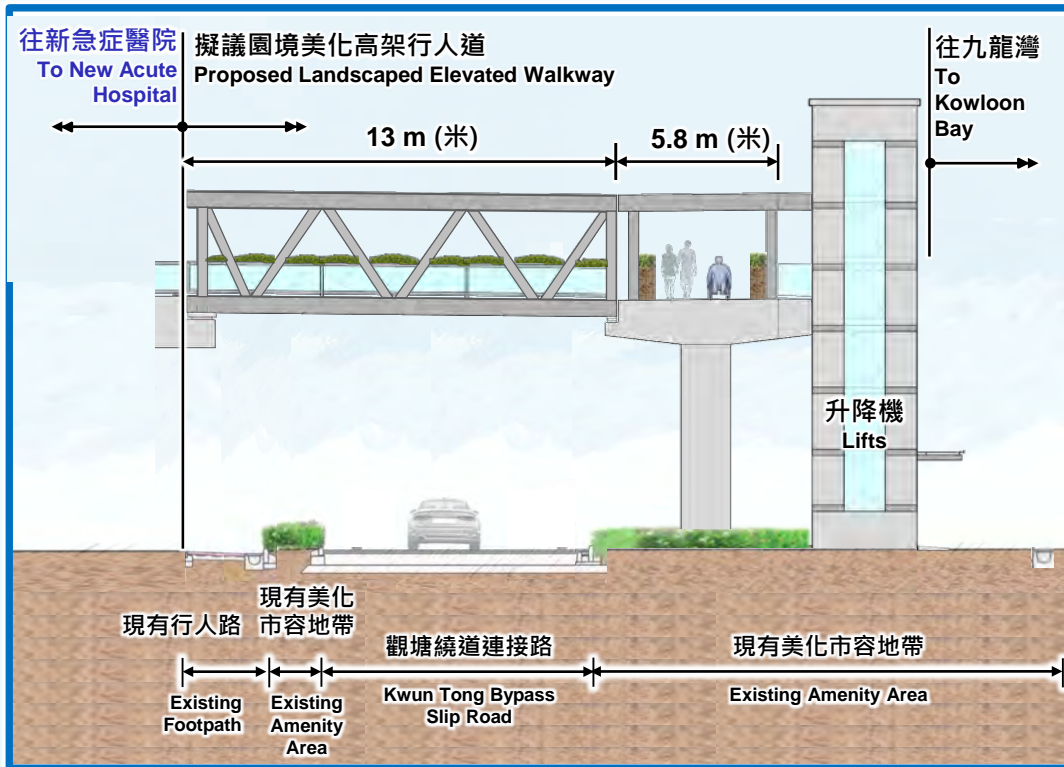 往新急症醫院
To New Acute
Hospital
擬議園境美化高架行人道
Proposed Landscaped Elevated Walkway
往九龍灣
To
Kowloon
Bay
13 m (米)
5.8 m (米)
升降機
Lifts
現有行人路
現有美化
市容地帶
觀塘繞道連接路
現有美化市容地帶
Existing
Footpath
Existing
Amenity
Area
Kwun Tong Bypass
Slip Road
Existing Amenity Area